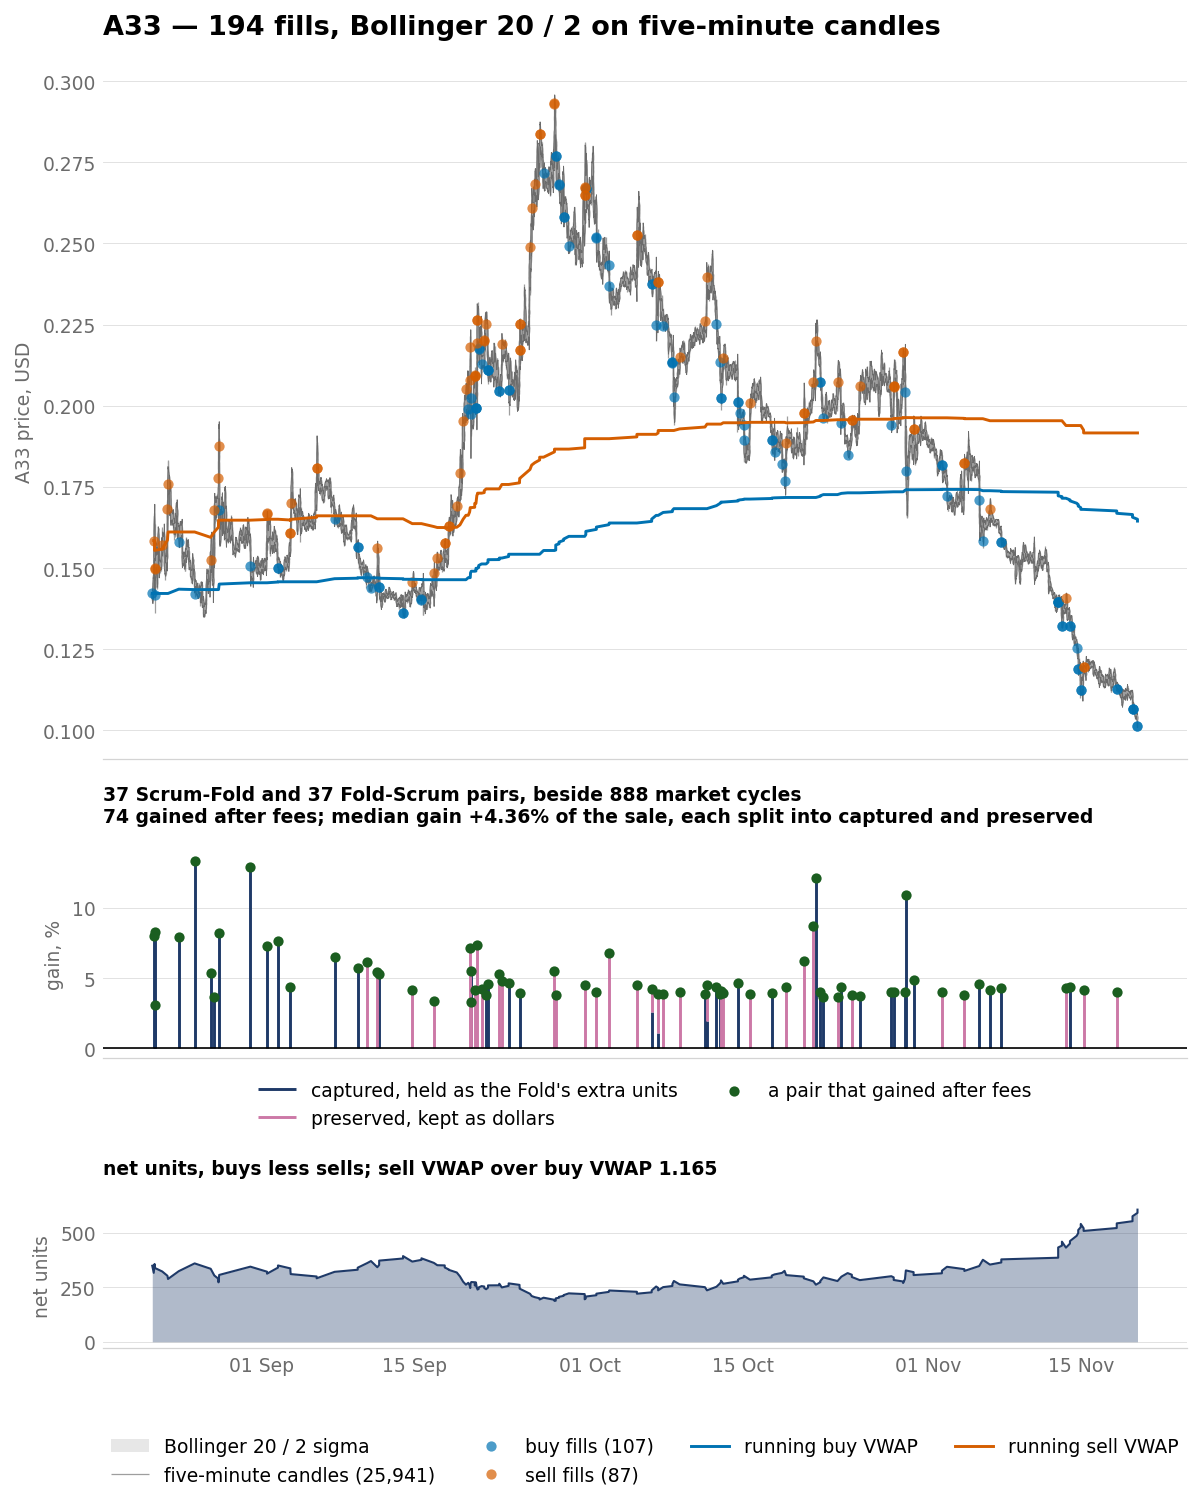 A33 — 194 fills, Bollinger 20 / 2 on five-minute candles
0.300
0.275
0.250
0.225
0.200
0.175
0.150
0.125
0.100
A33 price, USD
37 Scrum-Fold and 37 Fold-Scrum pairs, beside 888 market cycles
74 gained after fees; median gain +4.36% of the sale, each split into captured and preserved
10
5
0
gain, %
captured, held as the Fold's extra units
a pair that gained after fees
preserved, kept as dollars
net units, buys less sells; sell VWAP over buy VWAP 1.165
500
250
0
net units
01 Sep
15 Sep
01 Oct
15 Oct
01 Nov
15 Nov
Bollinger 20 / 2 sigma
buy fills (107)
running buy VWAP
running sell VWAP
five-minute candles (25,941)
sell fills (87)